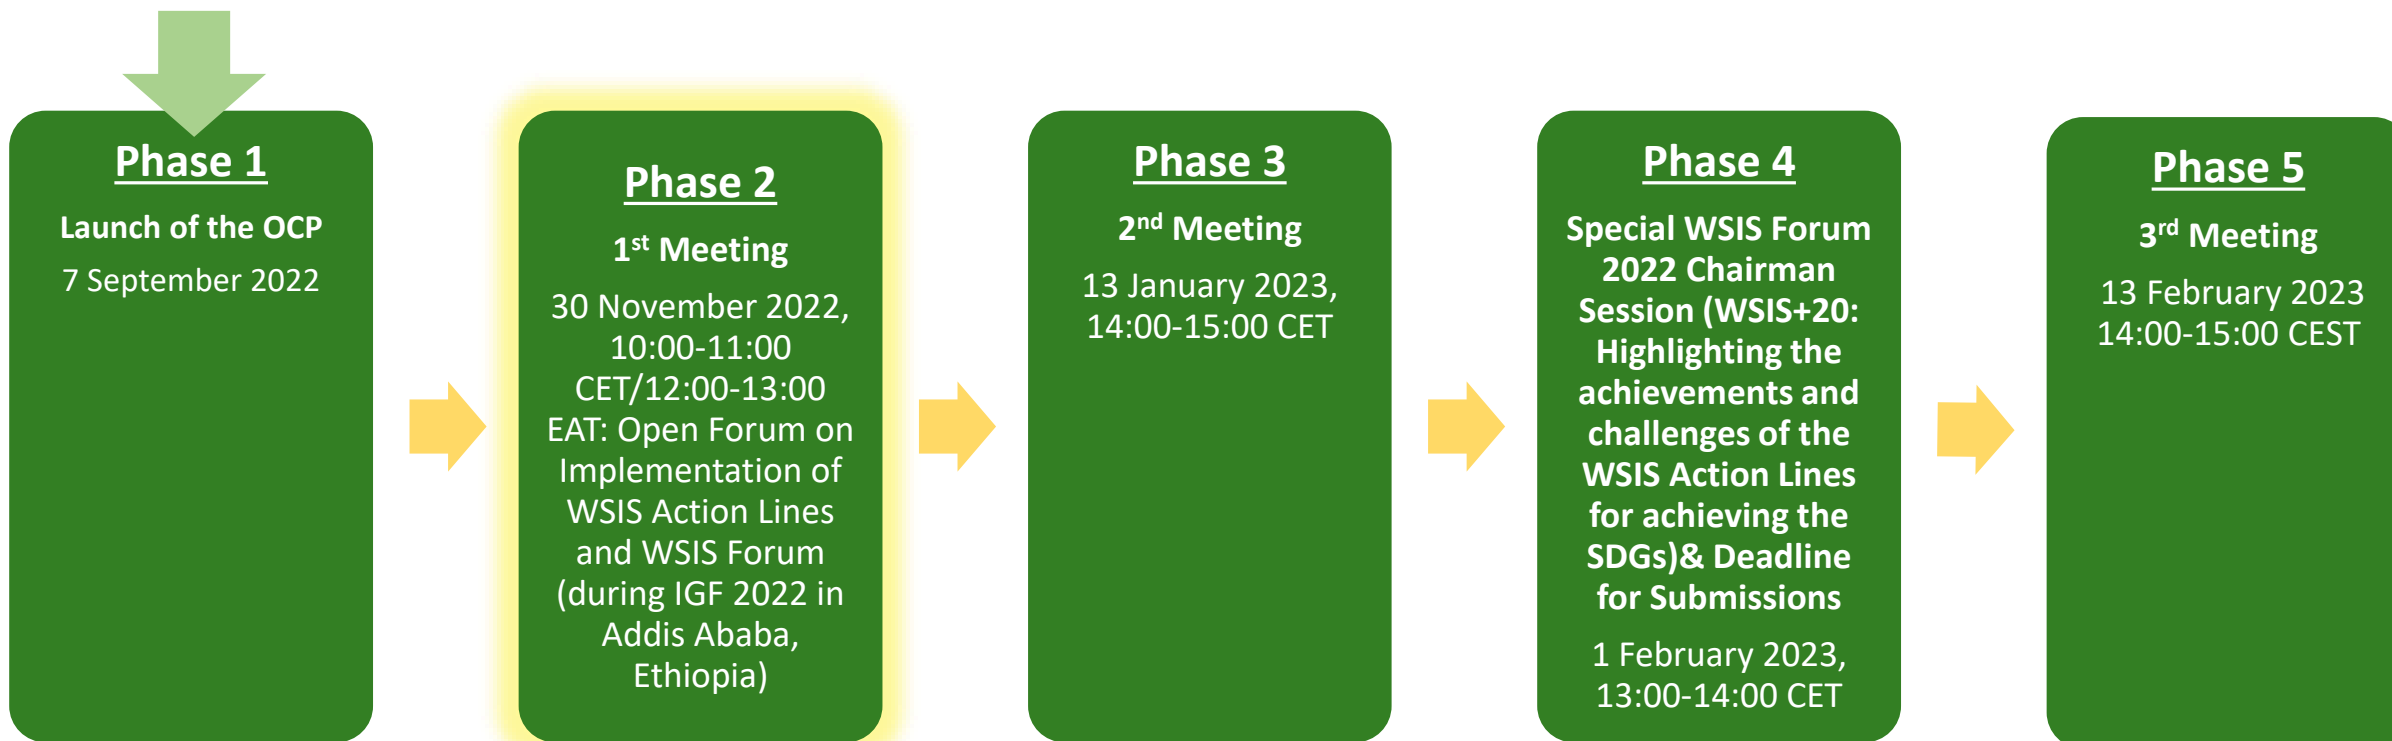 Phase 1
Launch of the OCP
7 September 2022
Phase 2
1st Meeting
30 November 2022,
10:00-11:00
CET/12:00-13:00
EAT: Open Forum on
Implementation of
WSIS Action Lines
and WSIS Forum
(during IGF 2022 in
Addis Ababa,
Ethiopia)
Phase 3
2nd Meeting
13 January 2023,
14:00-15:00 CET
Phase 4
Special WSIS Forum
2022 Chairman
Session (WSIS+20:
Highlighting the
achievements and
challenges of the
WSIS Action Lines
for achieving the
SDGs)& Deadline
for Submissions
1 February 2023,
13:00-14:00 CET
Phase 5
3rd Meeting
13 February 2023
14:00-15:00 CEST